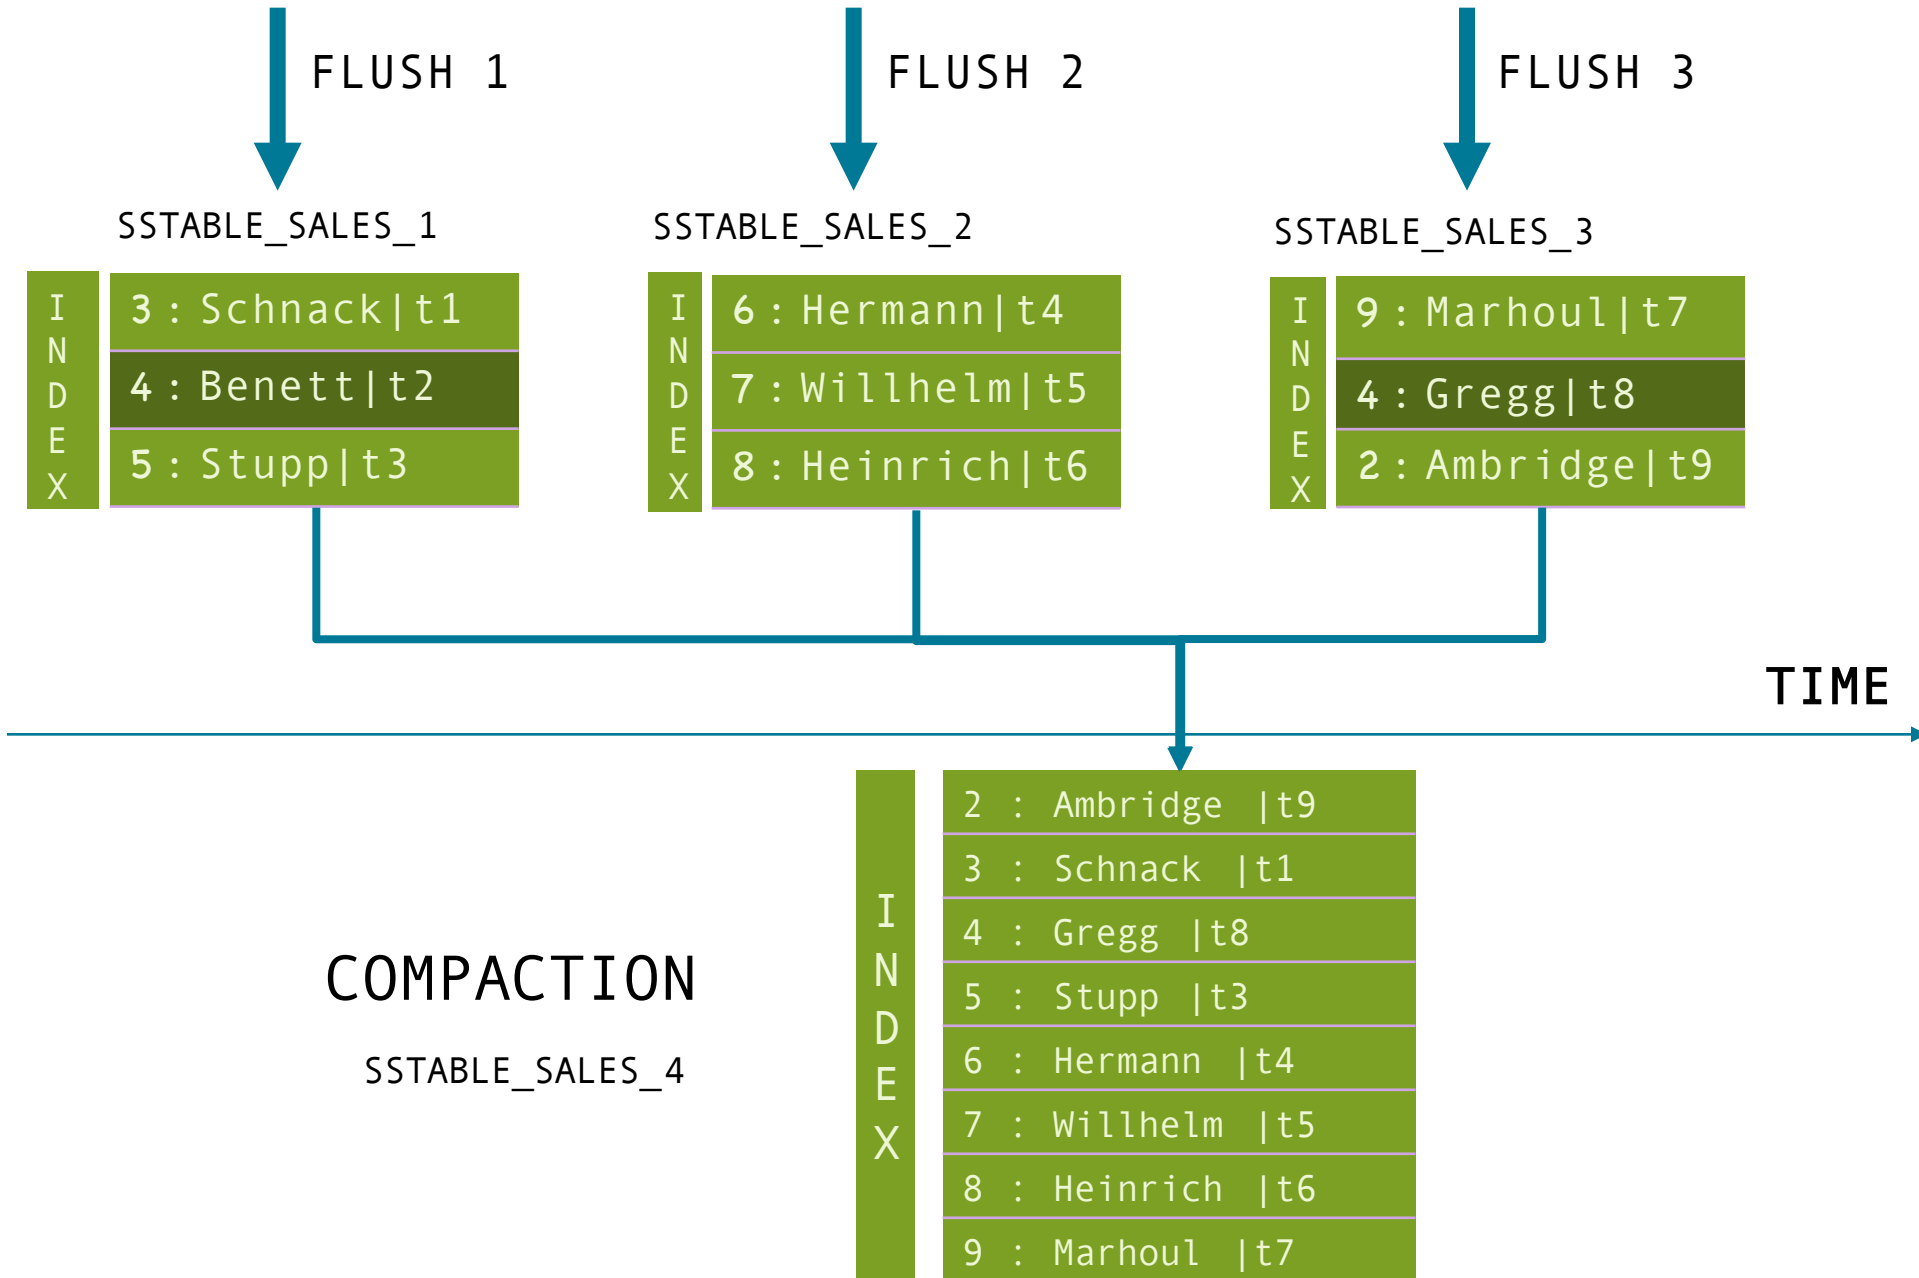 FLUSH 1
FLUSH 2
FLUSH 3
SSTABLE_SALES_1
SSTABLE_SALES_2
SSTABLE_SALES_3
INDEX
3 : Schnack|t1
4 : Benett|t2
5 : Stupp|t3
INDEX
6 : Hermann|t4
7 : Willhelm|t5
8 : Heinrich|t6
INDEX
9 : Marhoul|t7
4 : Gregg|t8
2 : Ambridge|t9
TIME
COMPACTION
SSTABLE_SALES_4
INDEX
2 : Ambridge |t9
3 : Schnack |t1
4 : Gregg |t8
5 : Stupp |t3
6 : Hermann |t4
7 : Willhelm |t5
8 : Heinrich |t6
9 : Marhoul |t7